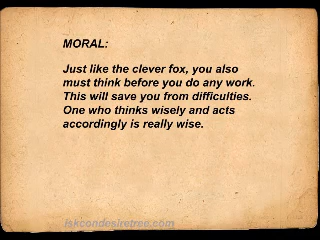 MORAL:
Just like the clever fox, you also
must think before you do any work.
This will save you from difficulties.
One who thinks wisely and acts
accordingly is really wise.
iskcondesiretree.com